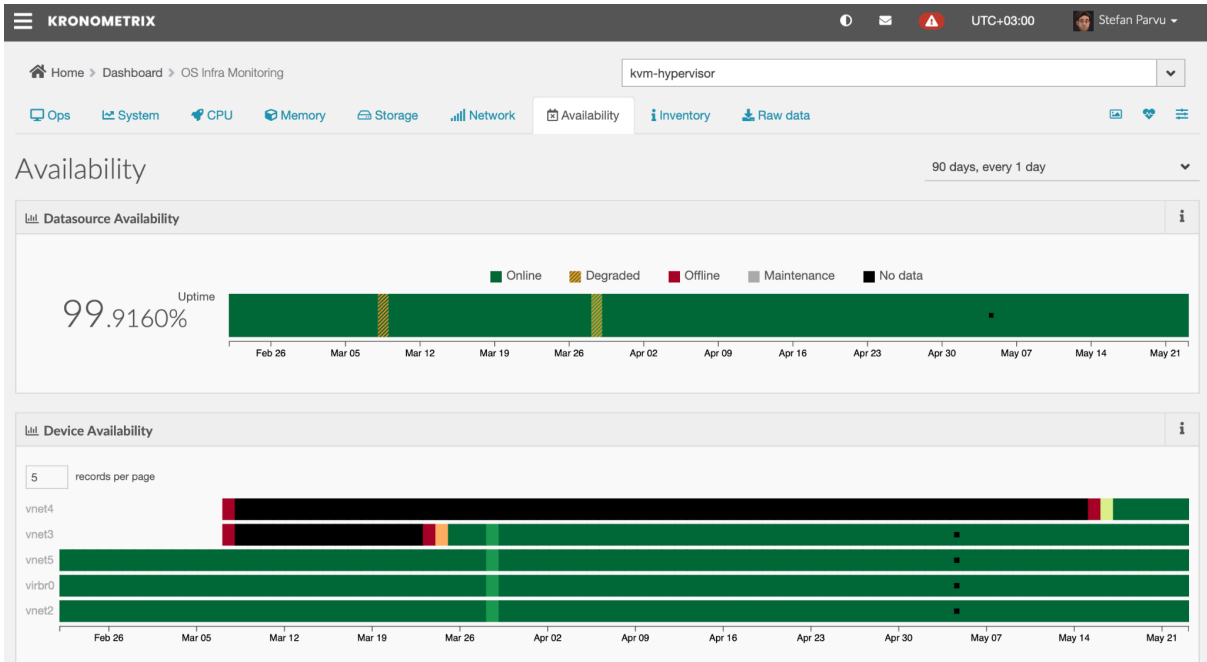 KRONOMETRIX UTC+03:00 Stefan Parvu
Home Dashboard OS Infra Monitoring kvm-hypervisor
Ops System CPU Memory Storage Network Availability Inventory Raw data
Availability 90 days, every 1 day
Datasource Availability
Online Degraded Offline Maintenance No data
Uptime
99.9160%
Feb 26 Mar 05 Mar 12 Mar 19 Mar 26 Apr 02 Apr 09 Apr 16 Apr 23 Apr 30 May 07 May 14 May 21
Device Availability
5 records per page
vnet4
vnet3
vnet5
virbr0
vnet2
Feb 26 Mar 05 Mar 12 Mar 19 Mar 26 Apr 02 Apr 09 Apr 16 Apr 23 Apr 30 May 07 May 14 May 21